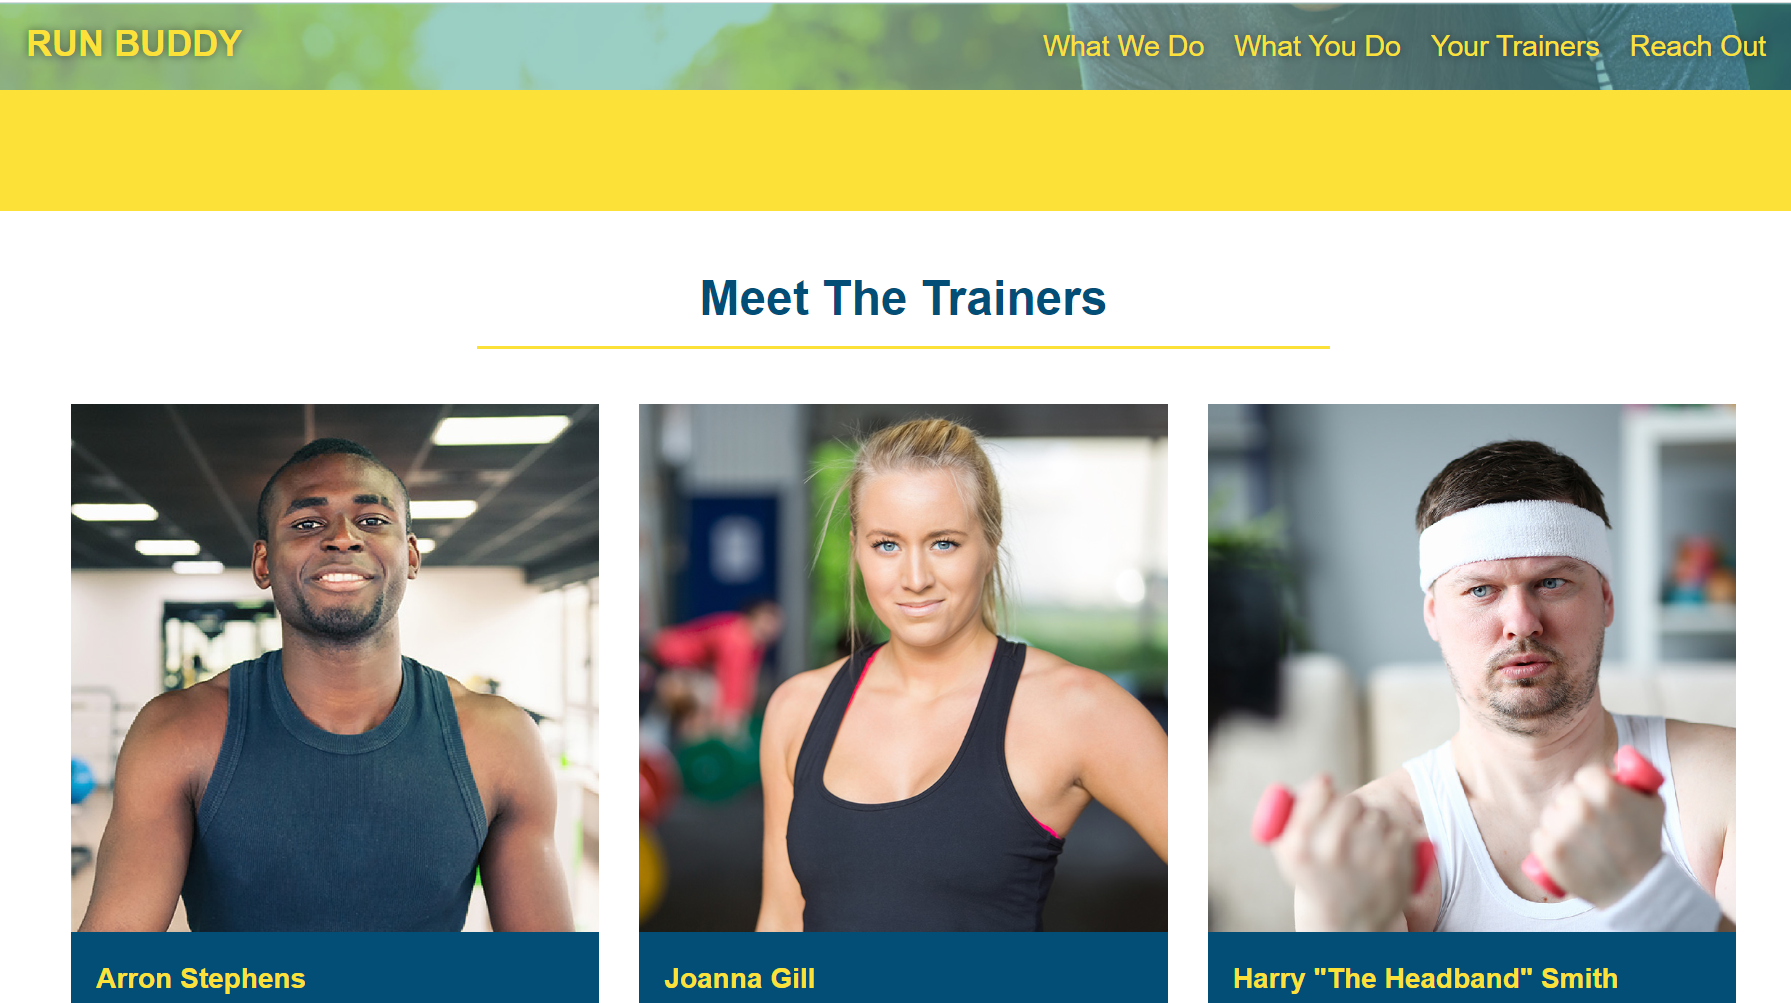 RUN BUDDY
What We Do What You Do Your Trainers Reach Out
Meet The Trainers
Arron Stephens
Joanna Gill
Harry "The Headband" Smith